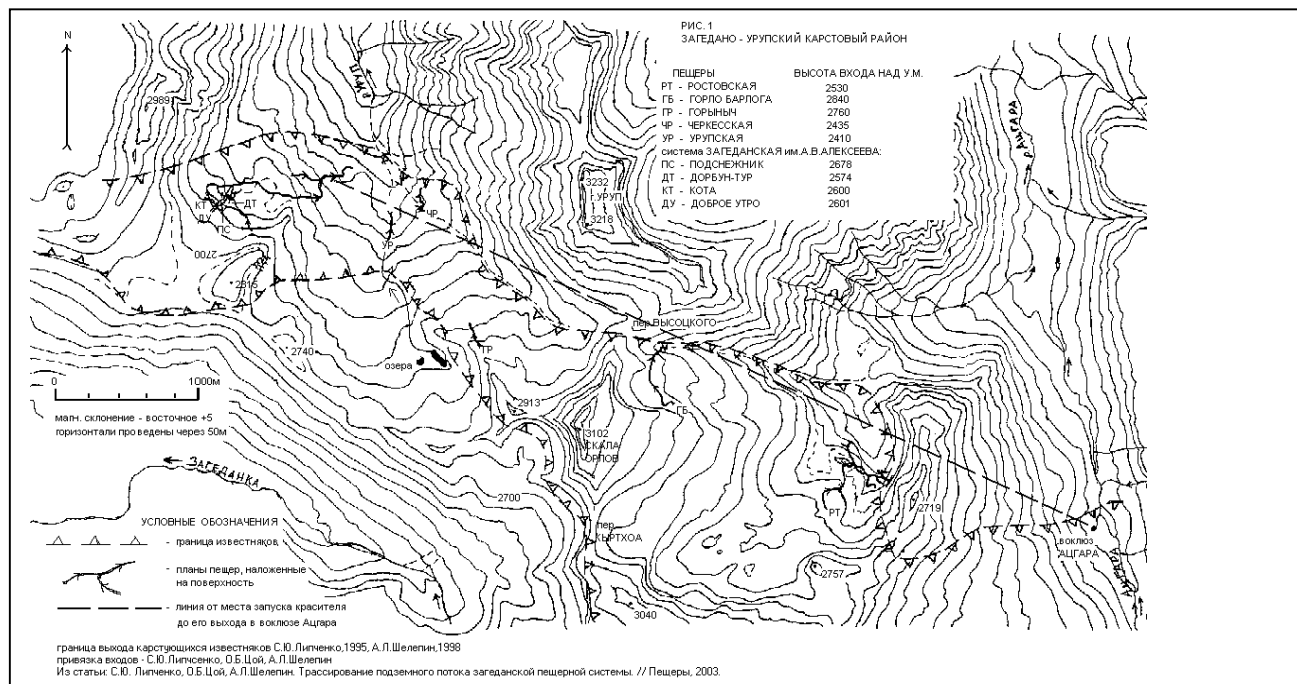 РИС. 1
ЗАГЕДАНО - УРУПСКИЙ КАРСТОВЫЙ РАЙОН
ПЕЩЕРЫ ВЫСОТА ВХОДА НАД У.М.
РТ - РОСТОВСКАЯ 2530
ГБ - ГОРЛО БАРЛОГА 2840
ГР - ГОРЫНЫЧ 2760
ЧР - ЧЕРКЕССКАЯ 2435
УР - УРУПСКАЯ 2410
система ЗАГЕДАНСКАЯ им.А.В.АЛЕКСЕЕВА:
ПС - ПОДСНЕЖНИК 2678
ДТ - ДОРБУН-ТУР 2574
КТ - КОТА 2600
ДУ - ДОБРОЕ УТРО 2601
N
2989
Р.УРУП
Р.АЦГАРА
3232
Г.УРУП
3218
КТ
ДТ
ДУ
ПС
ЧР
УР
2700
2815
пер. ВЫСОЦКОГО
2740
озера
ГР
0 1000м
магн. склонение - восточное +5
горизонтали проведены через 50м
2913
ГБ
3102
СКАЛА
ОРЛОВ
ЗАГЕДАНКА
2700
РТ
2719
воклюз
АЦГАРА
пер.
КЫРТХОА
2757
3040
УСЛОВНЫЕ ОБОЗНАЧЕНИЯ
- граница известняков
- планы пещер, наложенные
на поверхность
- линия от места запуска красителя
до его выхода в воклюзе Ацгара
граница выхода карстующихся известняков С.Ю.Липченко,1995, А.Л.Шелепин,1998
привязка входов - С.Ю.Липсченко, О.Б.Цой, А.Л.Шелепин
Из статьи: С.Ю. Липченко, О.Б.Цой, А.Л.Шелепин. Трассирование подземного потока загеданской пещерной системы. // Пещеры, 2003.